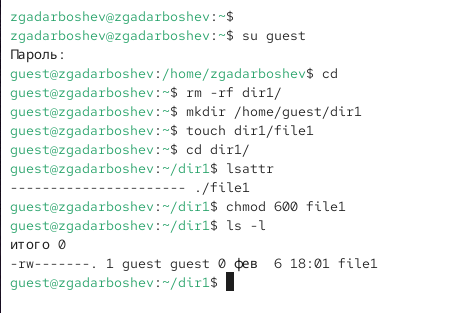 zgadarboshev@zgadarboshev:~$
zgadarboshev@zgadarboshev:~$ su guest
Пароль:
guest@zgadarboshev:/home/zgadarboshev$ cd
guest@zgadarboshev:~$ rm -rf dir1/
guest@zgadarboshev:~$ mkdir /home/guest/dir1
guest@zgadarboshev:~$ touch dir1/file1
guest@zgadarboshev:~$ cd dir1/
guest@zgadarboshev:~/dir1$ lsattr
---------------------- ./file1
guest@zgadarboshev:~/dir1$ chmod 600 file1
guest@zgadarboshev:~/dir1$ ls -l
итого 0
-rw-------. 1 guest guest 0 фев  6 18:01 file1
guest@zgadarboshev:~/dir1$